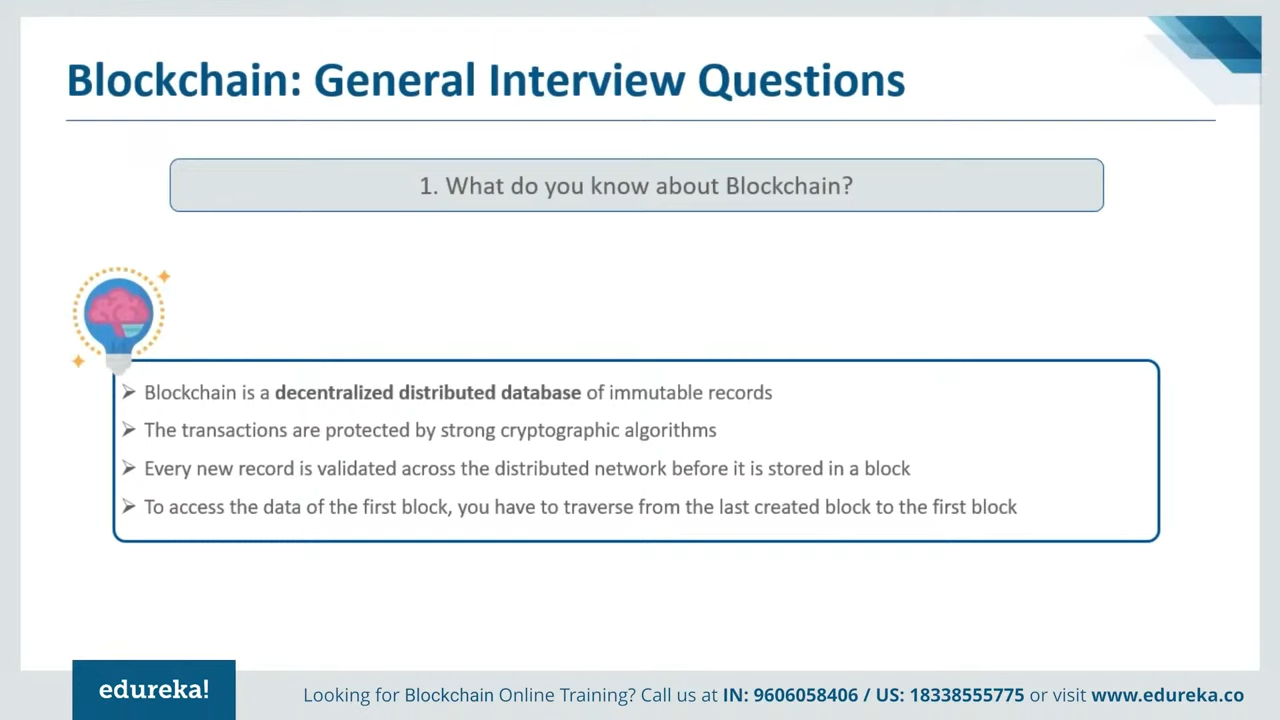 Blockchain: General Interview Questions
1. What do you know about Blockchain?
➢ Blockchain is a decentralized distributed database of immutable records
➢ The transactions are protected by strong cryptographic algorithms
➢ Every new record is validated across the distributed network before it is stored in a block
➢ To access the data of the first block, you have to traverse from the last created block to the first block
edureka!
Looking for Blockchain Online Training? Call us at IN: 9606058406 / US: 18338555775 or visit www.edureka.co